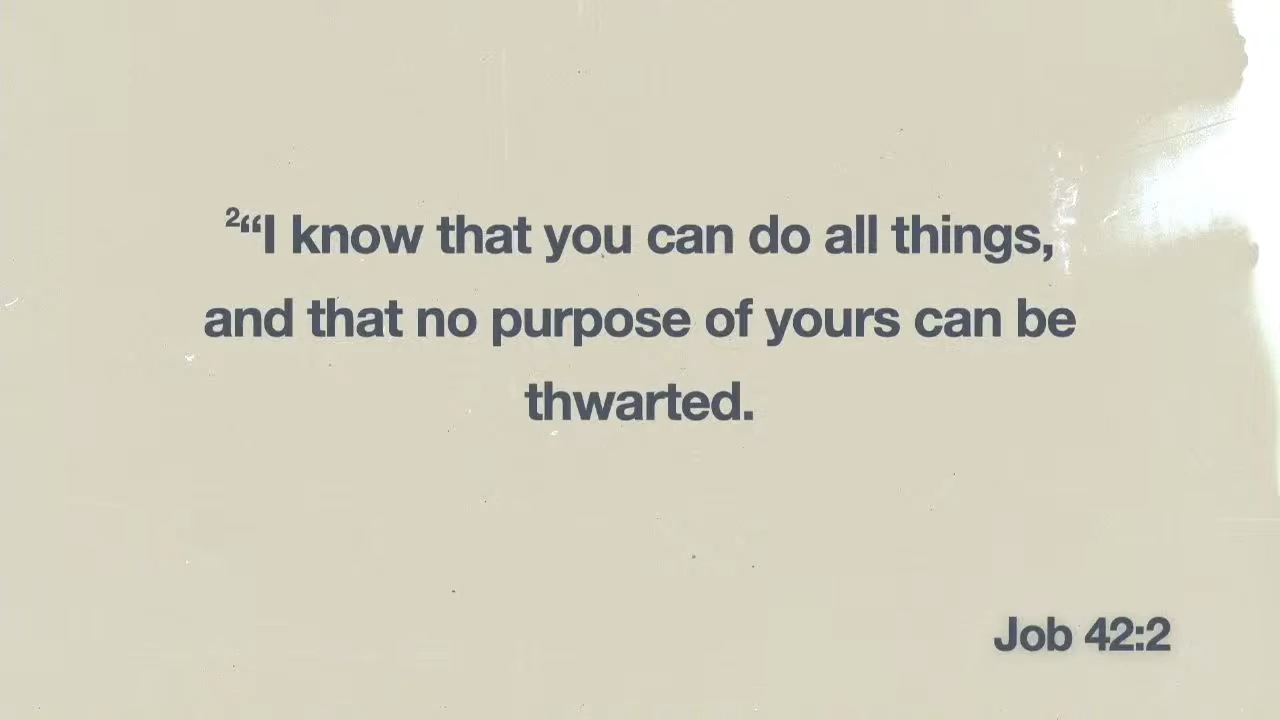 ²“I know that you can do all things,
and that no purpose of yours can be
thwarted.
Job 42:2